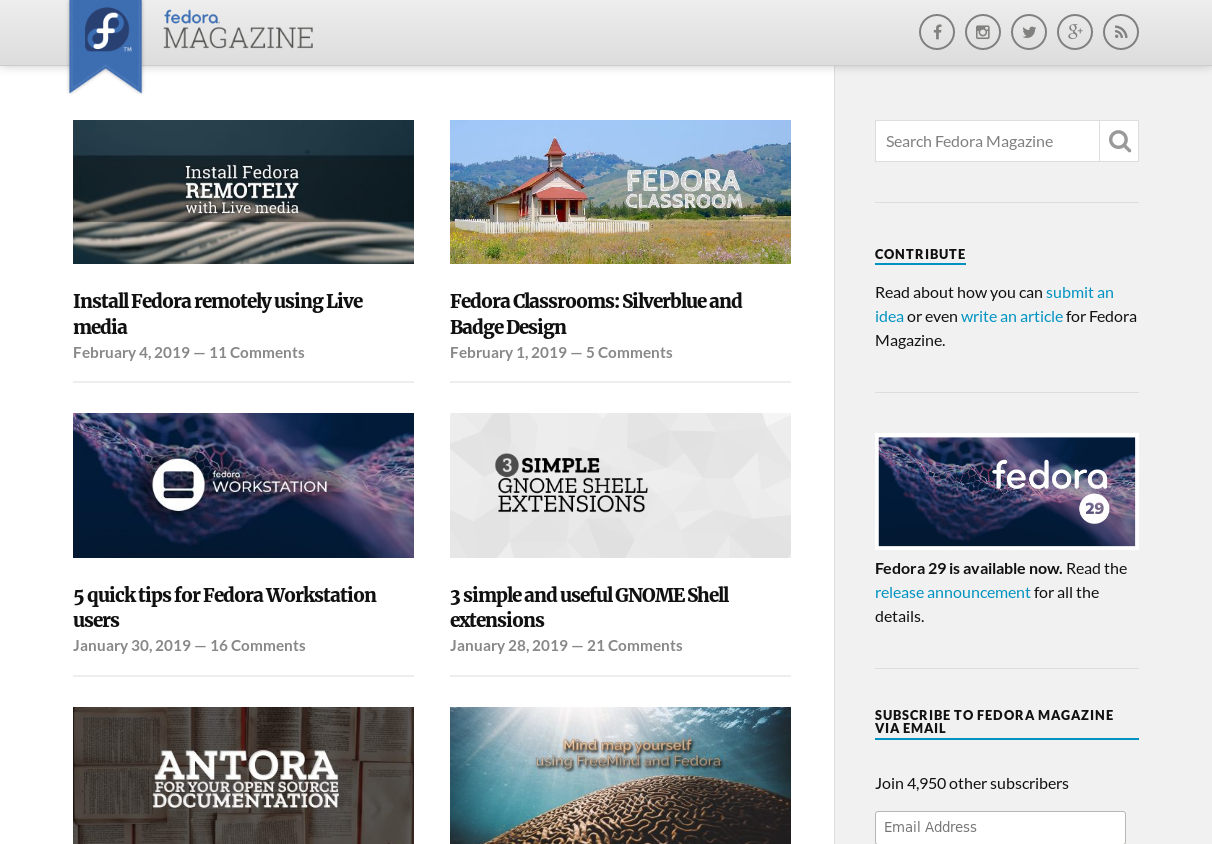 fedora
MAGAZINE
TM
Search Fedora Magazine
Install Fedora
REMOTELY
with Live media
Install Fedora remotely using Live
media
February 4, 2019 — 11 Comments
FEDORA
CLASSROOM
Fedora Classrooms: Silverblue and
Badge Design
February 1, 2019 — 5 Comments
fedora
WORKSTATION
5 quick tips for Fedora Workstation
users
January 30, 2019 — 16 Comments
3 SIMPLE
GNOME SHELL
EXTENSIONS
3 simple and useful GNOME Shell
extensions
January 28, 2019 — 21 Comments
ANTORA
FOR YOUR OPEN SOURCE
DOCUMENTATION
Mind map yourself
using FreeMind and Fedora
CONTRIBUTE
Read about how you can submit an
idea or even write an article for Fedora
Magazine.
fedora
29
Fedora 29 is available now. Read the
release announcement for all the
details.
SUBSCRIBE TO FEDORA MAGAZINE
VIA EMAIL
Join 4,950 other subscribers
Email Address